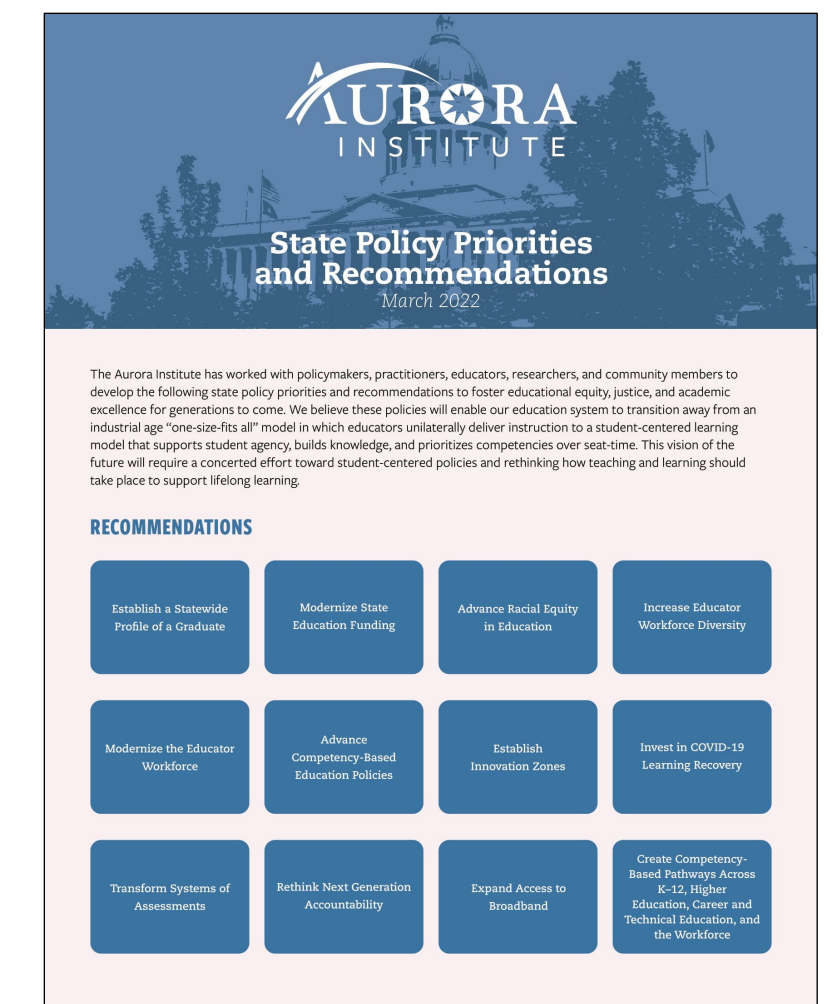 AURORA
INSTITUTE
State Policy Priorities
and Recommendations
March 2022
The Aurora Institute has worked with policymakers, practitioners, educators, researchers, and community members to
develop the following state policy priorities and recommendations to foster educational equity, justice, and academic
excellence for generations to come. We believe these policies will enable our education system to transition away from an
industrial age “one-size-fits all” model in which educators unilaterally deliver instruction to a student-centered learning
model that supports student agency, builds knowledge, and prioritizes competencies over seat-time. This vision of the
future will require a concerted effort toward student-centered policies and rethinking how teaching and learning should
take place to support lifelong learning.
RECOMMENDATIONS
Establish a Statewide
Profile of a Graduate
Modernize State
Education Funding
Advance Racial Equity
in Education
Increase Educator
Workforce Diversity
Modernize the Educator
Workforce
Advance
Competency-Based
Education Policies
Establish
Innovation Zones
Invest in COVID-19
Learning Recovery
Transform Systems of
Assessments
Rethink Next Generation
Accountability
Expand Access to
Broadband
Create Competency-
Based Pathways Across
K–12, Higher
Education, Career and
Technical Education, and
the Workforce